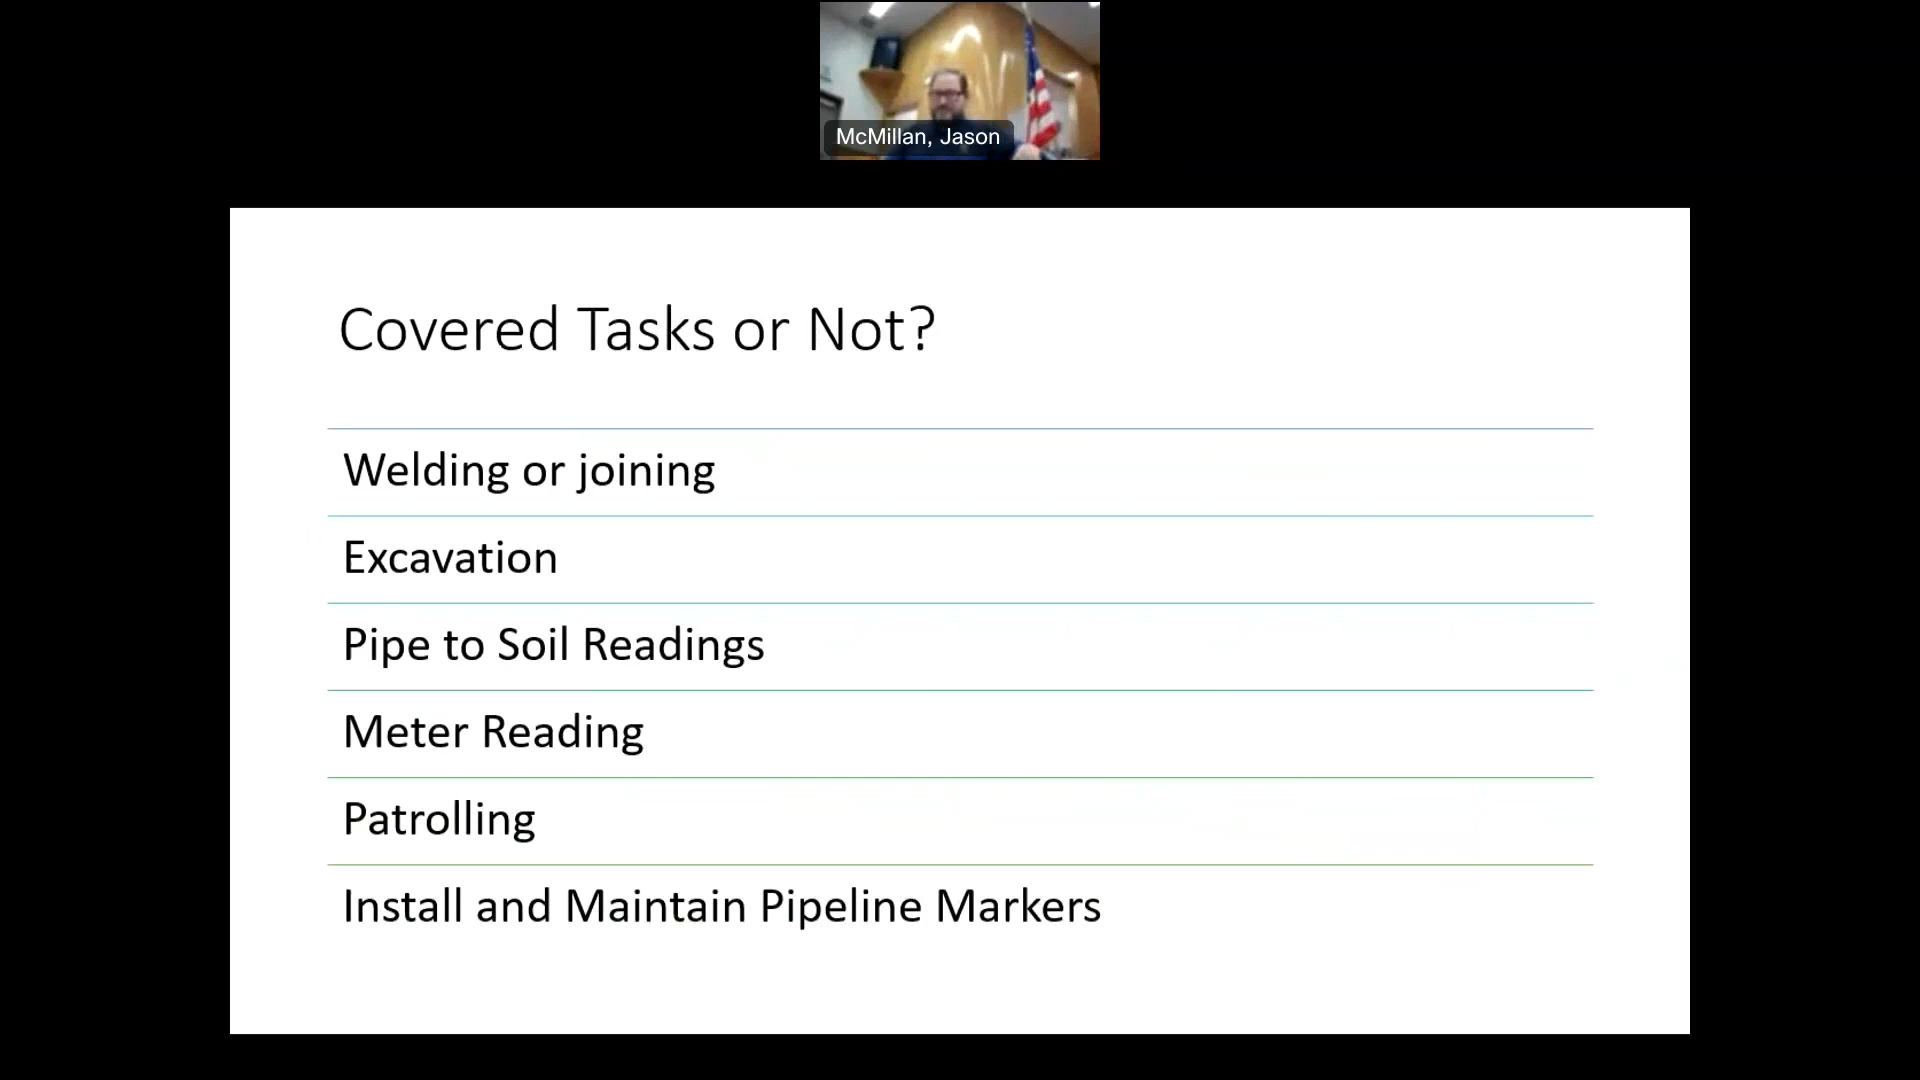 McMillan, Jason
Covered Tasks or Not?
Welding or joining
Excavation
Pipe to Soil Readings
Meter Reading
Patrolling
Install and Maintain Pipeline Markers